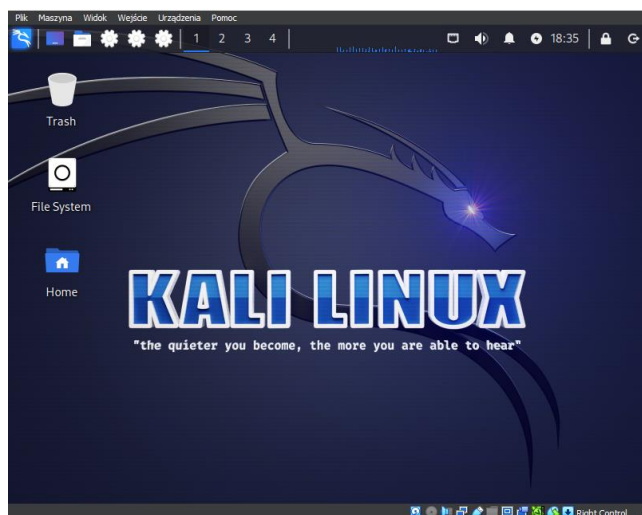 Plik Maszyna Widok Wejście Urządzenia Pomoc
1 2 3 4 18:35
Trash
File System
Home
KALI LINUX
"the quieter you become, the more you are able to hear"
Right Control